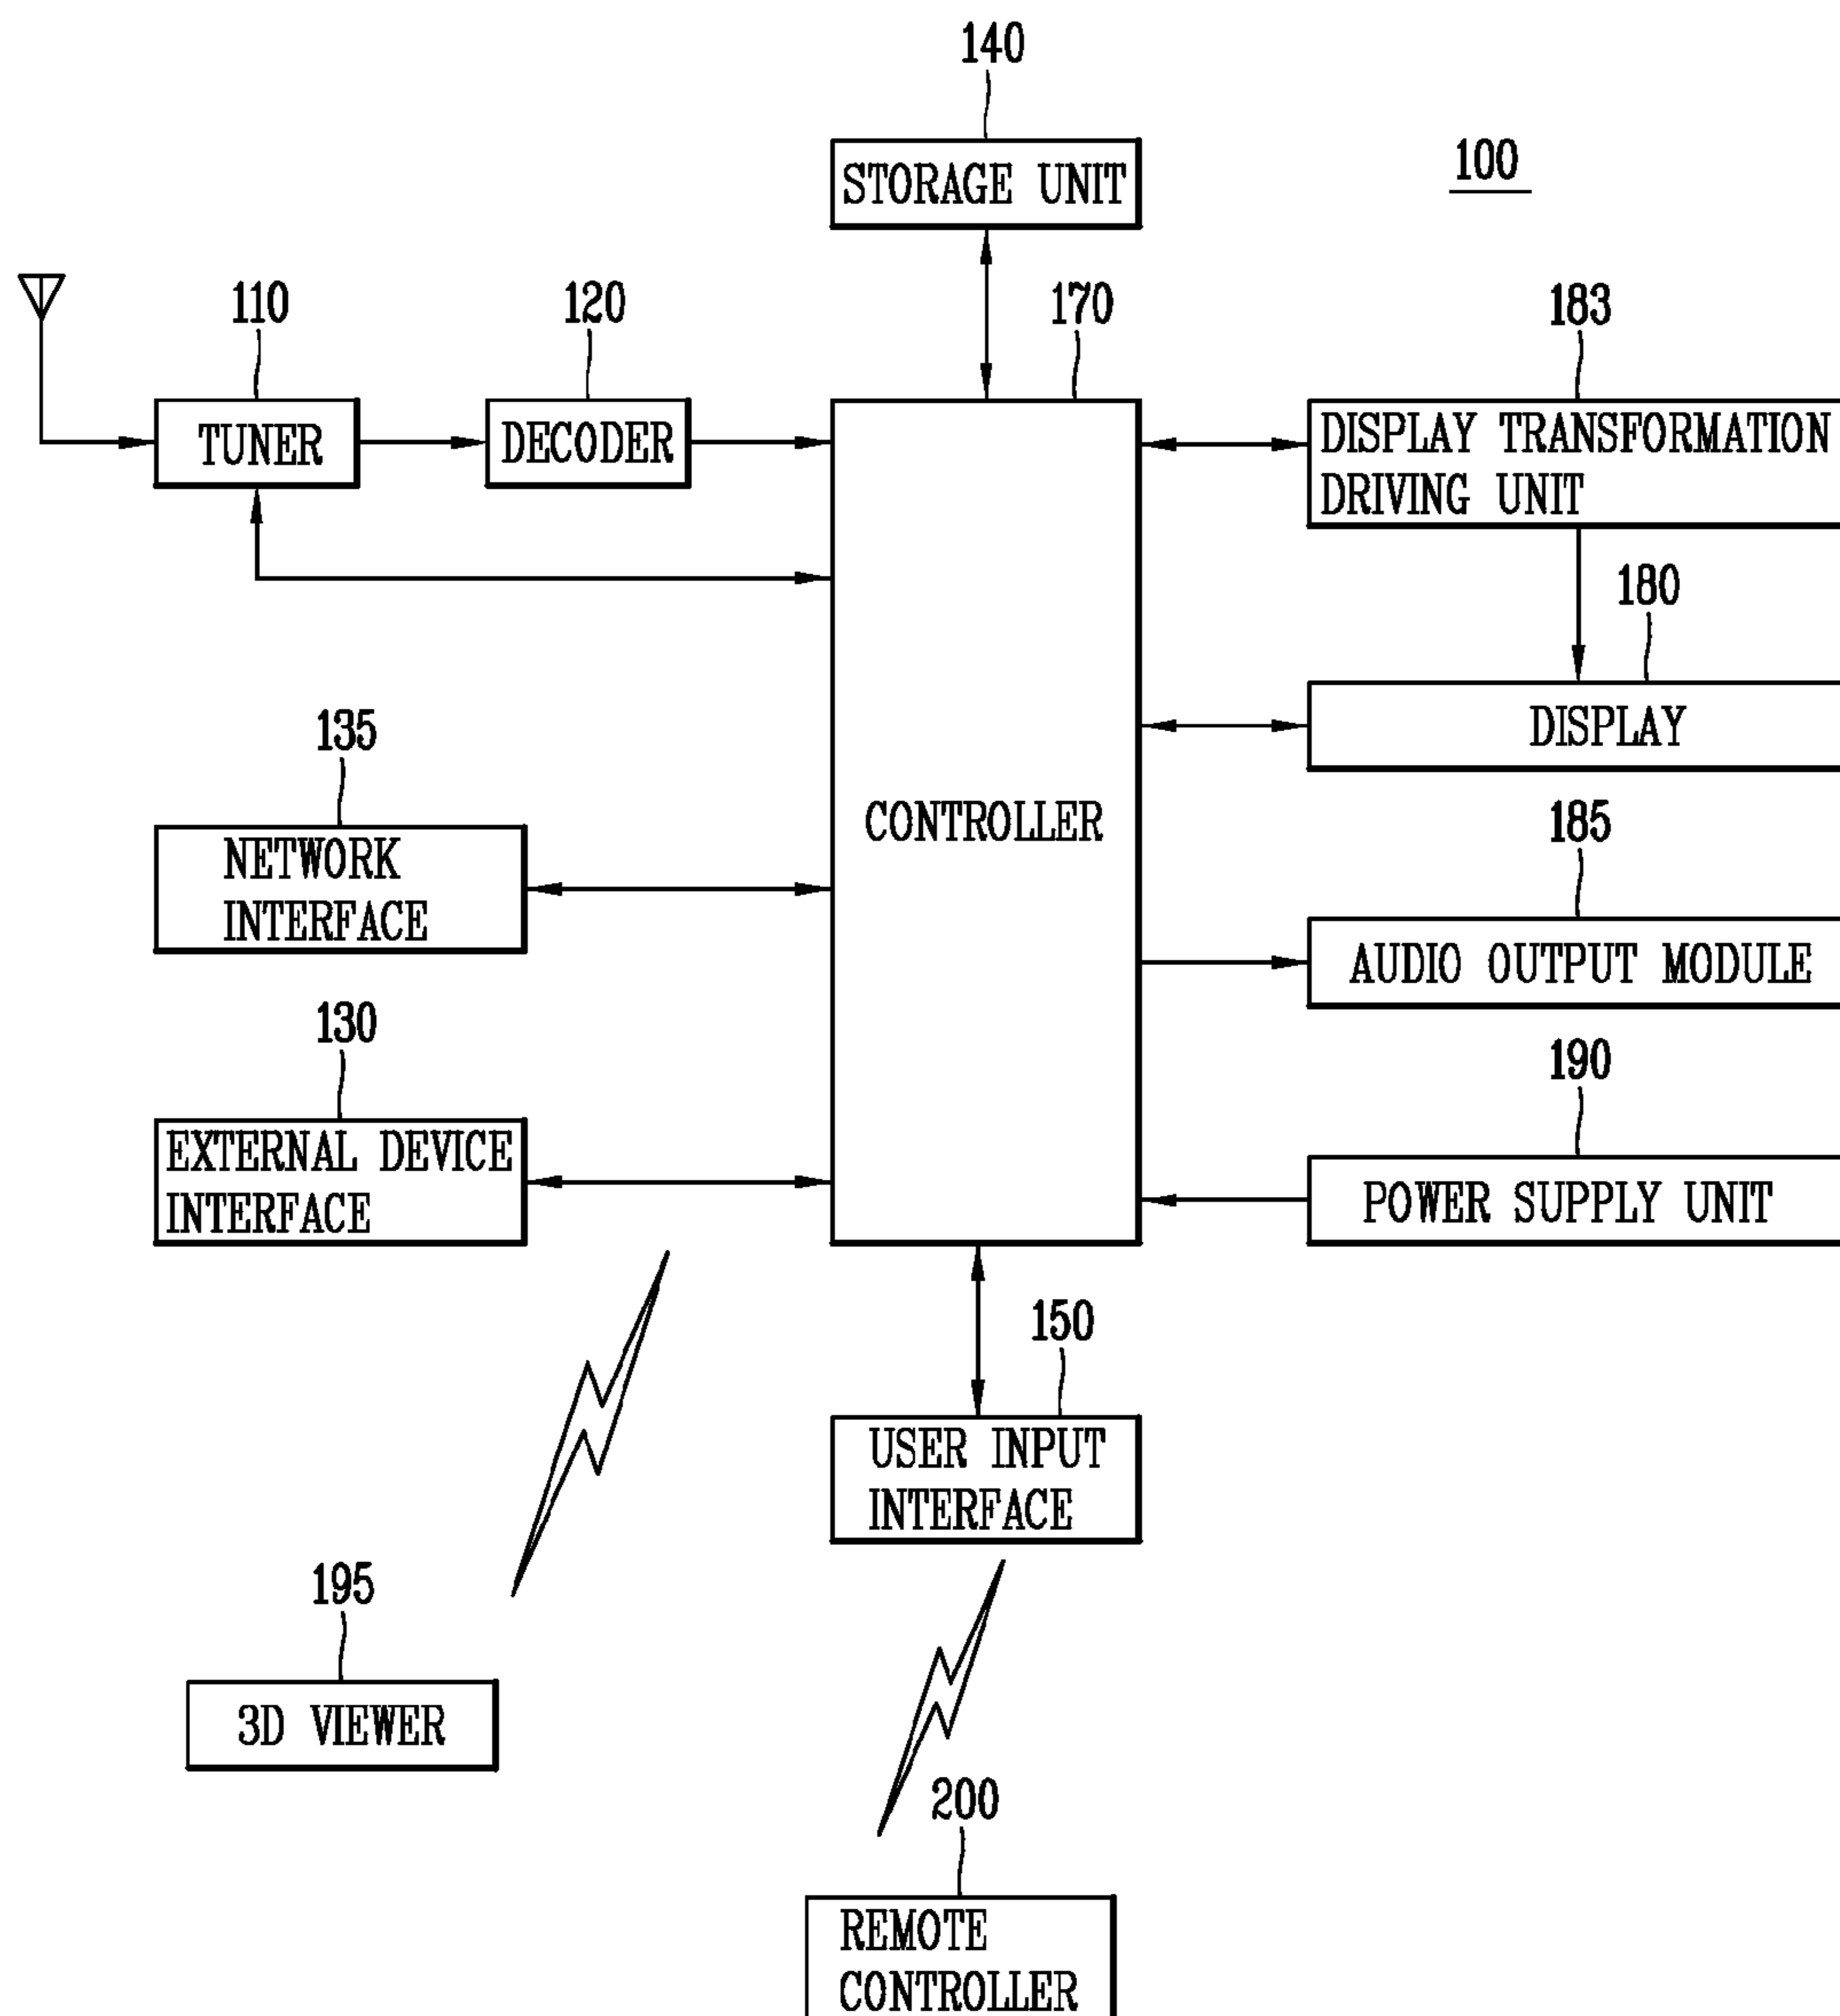 140
STORAGE UNIT
100
110
120
170
183
TUNER
DECODER
DISPLAY TRANSFORMATION
DRIVING UNIT
180
DISPLAY
135
NETWORK
INTERFACE
CONTROLLER
185
AUDIO OUTPUT MODULE
130
EXTERNAL DEVICE
INTERFACE
190
POWER SUPPLY UNIT
150
USER INPUT
INTERFACE
195
3D VIEWER
200
REMOTE
CONTROLLER